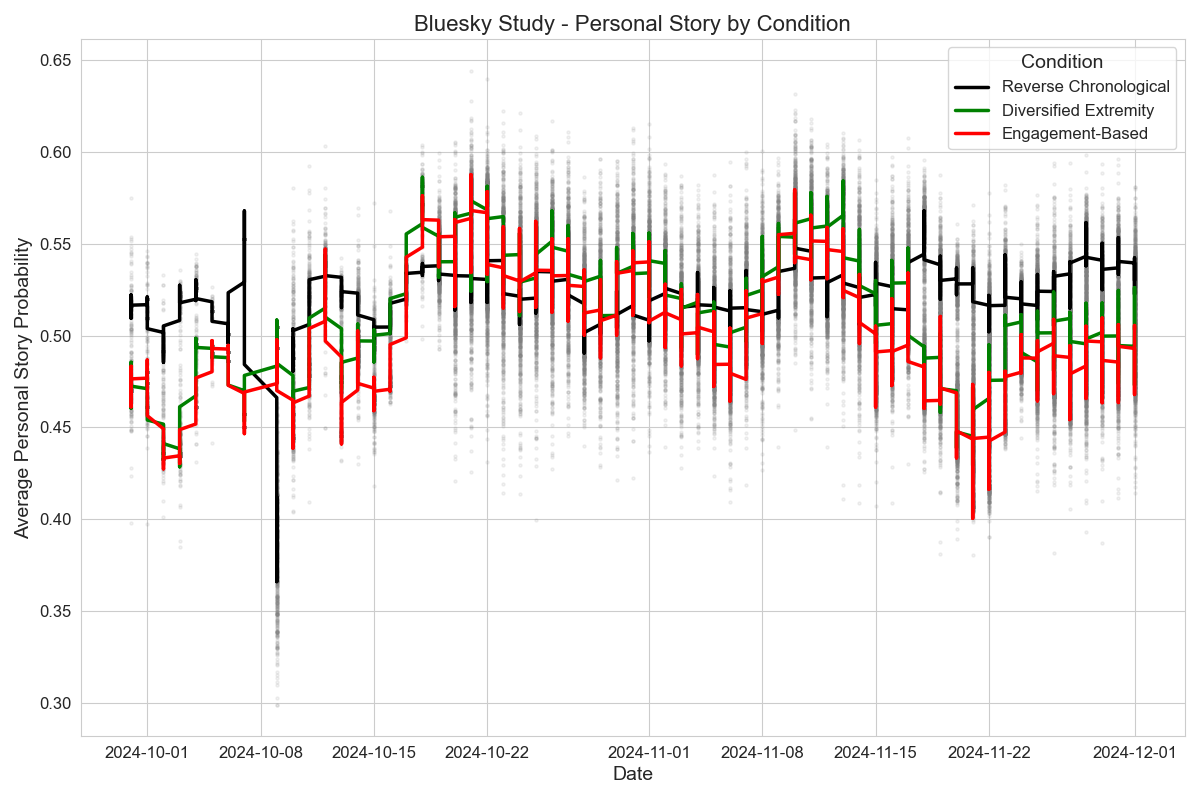 Bluesky Study - Personal Story by Condition
Condition
Reverse Chronological
Diversified Extremity
Engagement-Based
Average Personal Story Probability
0.65
0.60
0.55
0.50
0.45
0.40
0.35
0.30
2024-10-01 2024-10-08 2024-10-15 2024-10-22 2024-11-01 2024-11-08 2024-11-15 2024-11-22 2024-12-01
Date